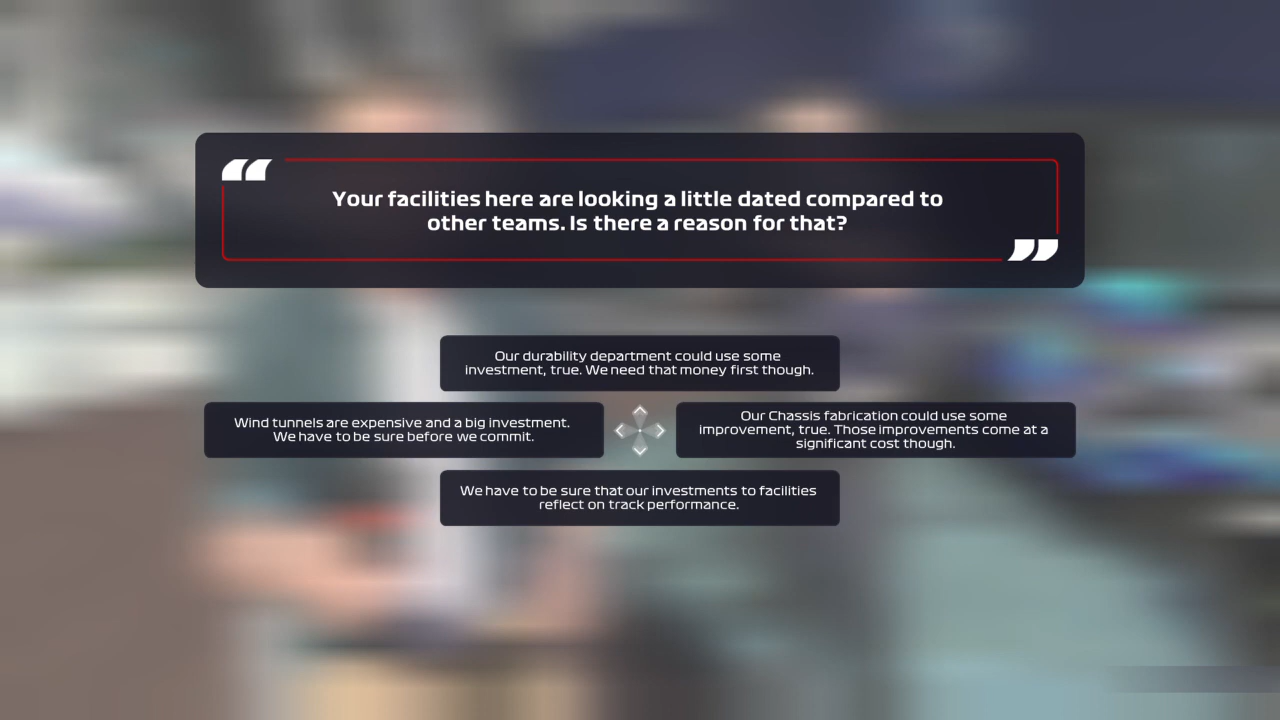 Your facilities here are looking a little dated compared to
other teams. Is there a reason for that?
Our durability department could use some
investment, true. We need that money first though.
Wind tunnels are expensive and a big investment.
We have to be sure before we commit.
Our Chassis fabrication could use some
improvement, true. Those improvements come at a
significant cost though.
We have to be sure that our investments to facilities
reflect on track performance.